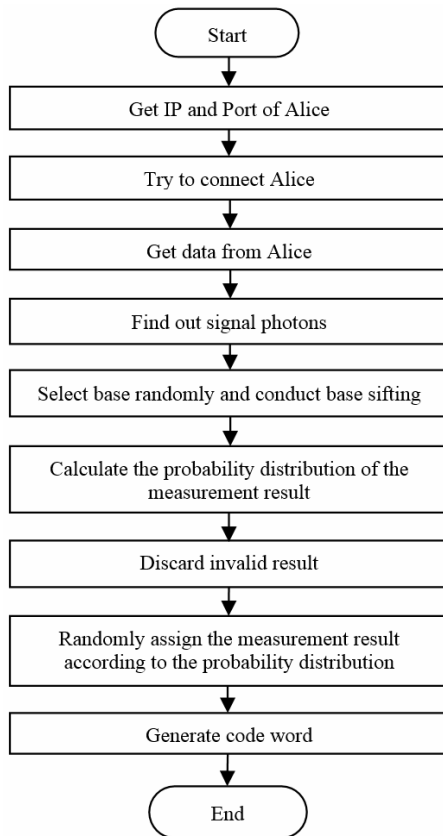 Start
Get IP and Port of Alice
Try to connect Alice
Get data from Alice
Find out signal photons
Select base randomly and conduct base sifting
Calculate the probability distribution of the
measurement result
Discard invalid result
Randomly assign the measurement result
according to the probability distribution
Generate code word
End